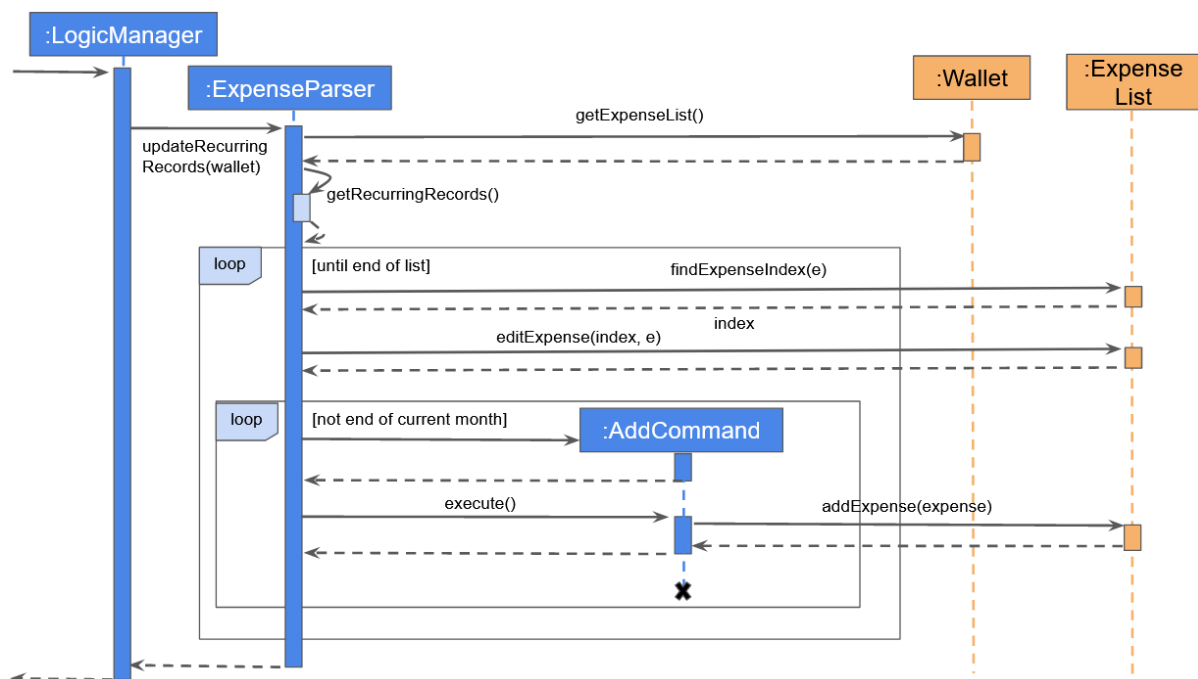 :LogicManager
:ExpenseParser
:Wallet
:Expense
List
getExpenseList()
updateRecurring
Records(wallet)
getRecurringRecords()
loop
[until end of list]
findExpenseIndex(e)
index
editExpense(index, e)
loop
[not end of current month]
:AddCommand
execute()
addExpense(expense)